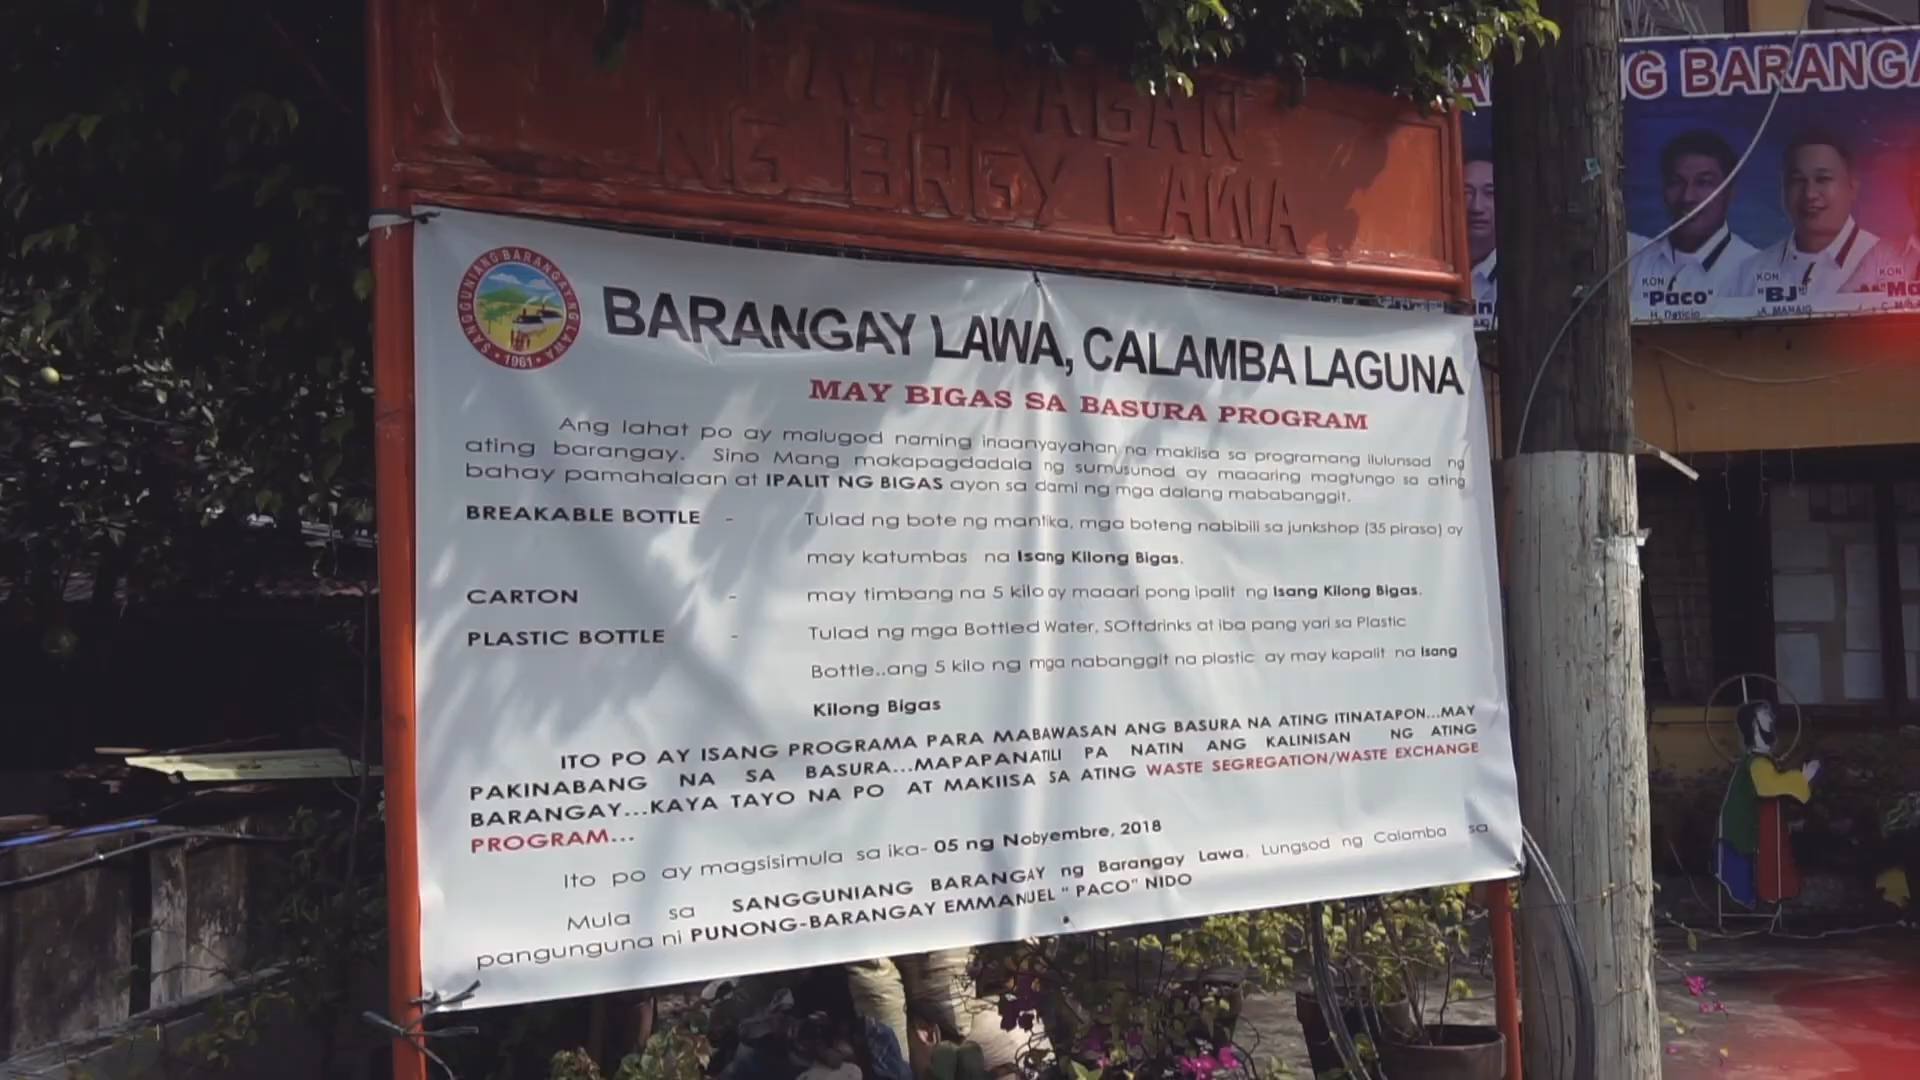 NG BRGY LAWA
SANGGUNIANG BARANGAY NG LAWA
• 1961 •
BARANGAY LAWA, CALAMBA LAGUNA
MAY BIGAS SA BASURA PROGRAM
Ang lahat po ay malugod naming inaanyayahan na makiisa sa programang ilulunsad ng
ating barangay. Sino Mang makapagdadala ng sumusunod ay maaaring magtungo sa ating
bahay pamahalaan at IPALIT NG BIGAS ayon sa dami ng mga dalang mababanggit.
BREAKABLE BOTTLE - Tulad ng bote ng mantika, mga boteng nabibili sa junkshop (35 piraso) ay
may katumbas na Isang Kilong Bigas.
CARTON - may timbang na 5 kilo ay maaari pong ipalit ng Isang Kilong Bigas.
PLASTIC BOTTLE - Tulad ng mga Bottled Water, SOftdrinks at iba pang yari sa Plastic
Bottle..ang 5 kilo ng mga nabanggit na plastic ay may kapalit na Isang
Kilong Bigas
ITO PO AY ISANG PROGRAMA PARA MABAWASAN ANG BASURA NA ATING ITINATAPON...MAY
PAKINABANG NA SA BASURA...MAPAPANATILI PA NATIN ANG KALINISAN NG ATING
BARANGAY...KAYA TAYO NA PO AT MAKIISA SA ATING WASTE SEGREGATION/WASTE EXCHANGE
PROGRAM...
Ito po ay magsisimula sa ika- 05 ng Nobyembre, 2018
Mula sa SANGGUNIANG BARANGAY ng Barangay Lawa, Lungsod ng Calamba sa
pangunguna ni PUNONG-BARANGAY EMMANUEL " PACO" NIDO
NG BARANGA
KON
"Paco"
KON
"BJ"
KON
"Ma